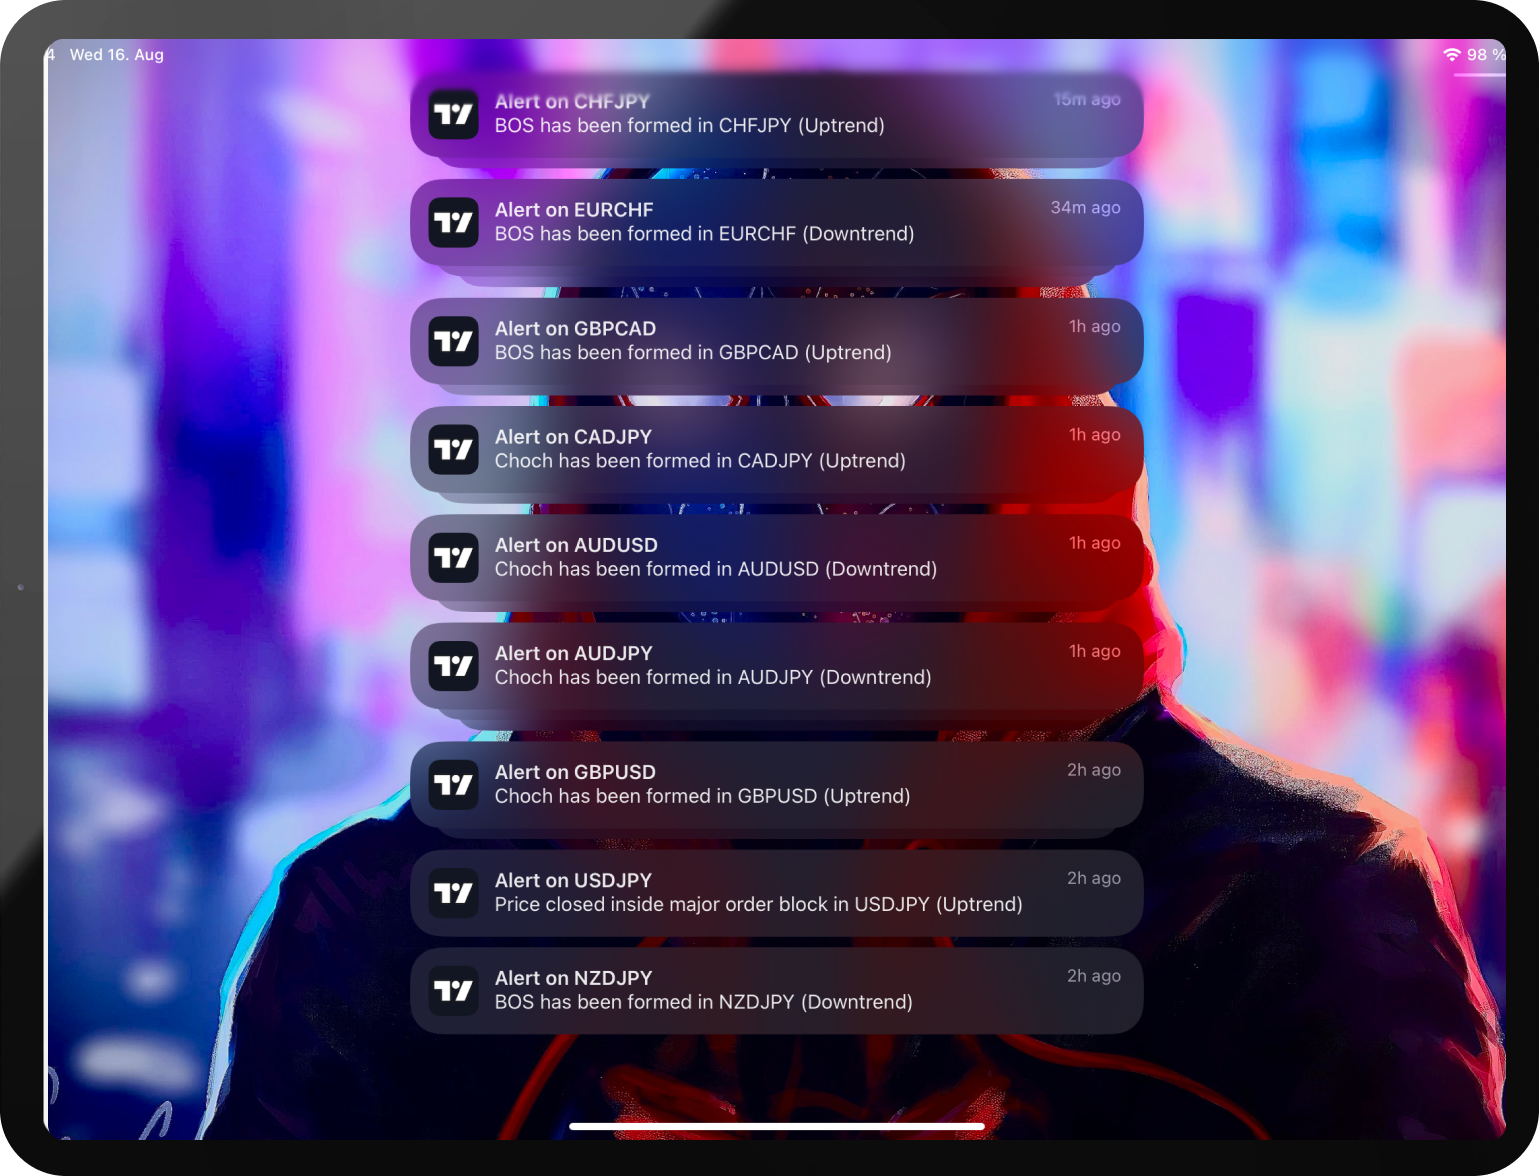 4 Wed 16. Aug 98 %
Alert on CHFJPY 15m ago
BOS has been formed in CHFJPY (Uptrend)
Alert on EURCHF 34m ago
BOS has been formed in EURCHF (Downtrend)
Alert on GBPCAD 1h ago
BOS has been formed in GBPCAD (Uptrend)
Alert on CADJPY 1h ago
Choch has been formed in CADJPY (Uptrend)
Alert on AUDUSD 1h ago
Choch has been formed in AUDUSD (Downtrend)
Alert on AUDJPY 1h ago
Choch has been formed in AUDJPY (Downtrend)
Alert on GBPUSD 2h ago
Choch has been formed in GBPUSD (Uptrend)
Alert on USDJPY 2h ago
Price closed inside major order block in USDJPY (Uptrend)
Alert on NZDJPY 2h ago
BOS has been formed in NZDJPY (Downtrend)